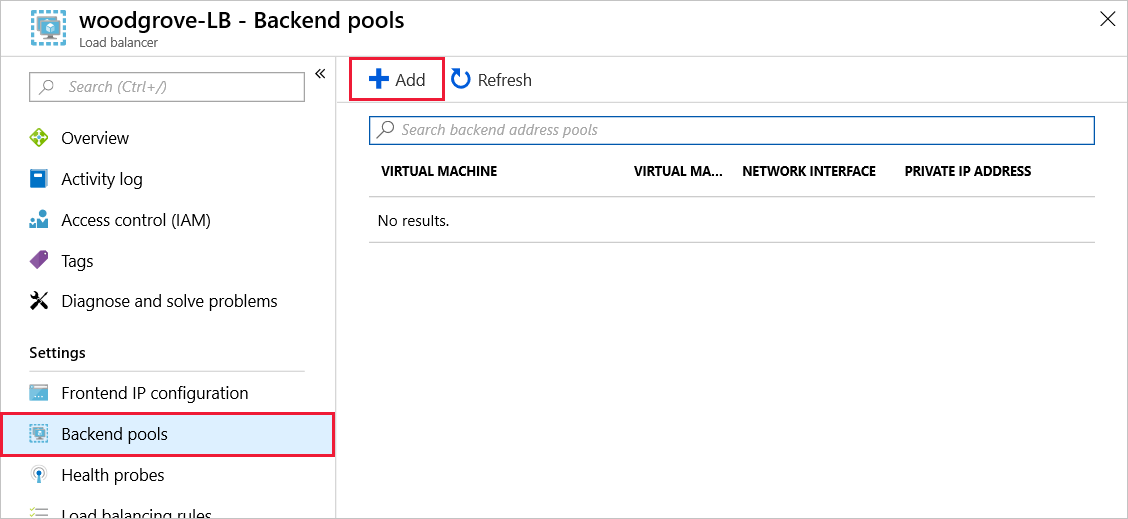 woodgrove-LB - Backend pools
Load balancer
Search (Ctrl+/)
«
Overview
Activity log
Access control (IAM)
Tags
Diagnose and solve problems
Settings
Frontend IP configuration
Backend pools
Health probes
Load balancing rules
Add
Refresh
Search backend address pools
VIRTUAL MACHINE VIRTUAL MA... NETWORK INTERFACE PRIVATE IP ADDRESS
No results.